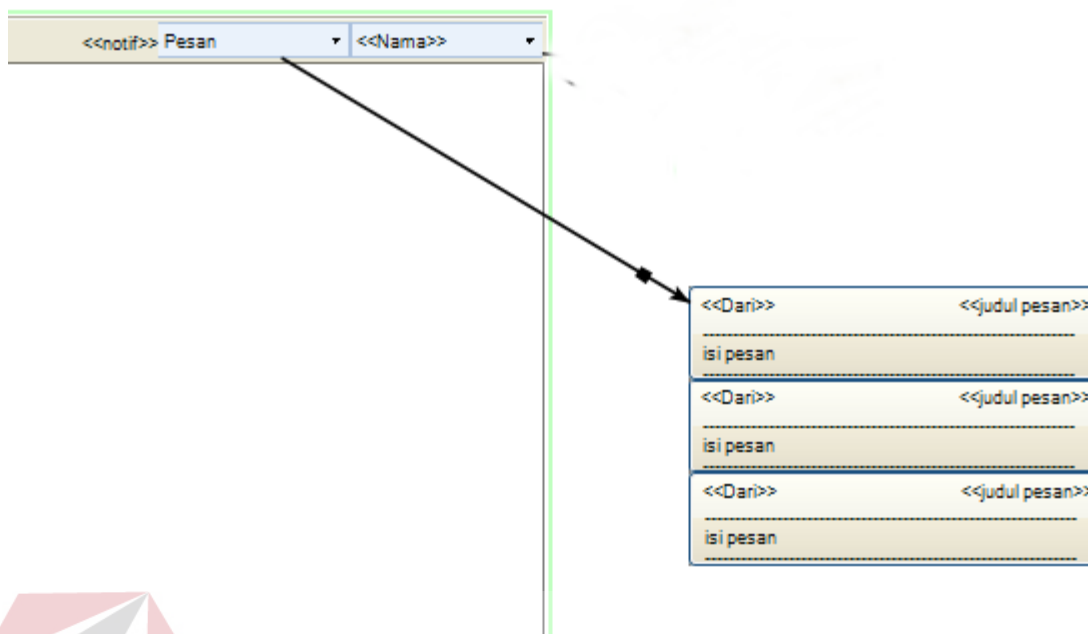 <<notif>> Pesan <<Nama>>
<<Dari>> <<judul pesan>>
isi pesan
<<Dari>> <<judul pesan>>
isi pesan
<<Dari>> <<judul pesan>>
isi pesan